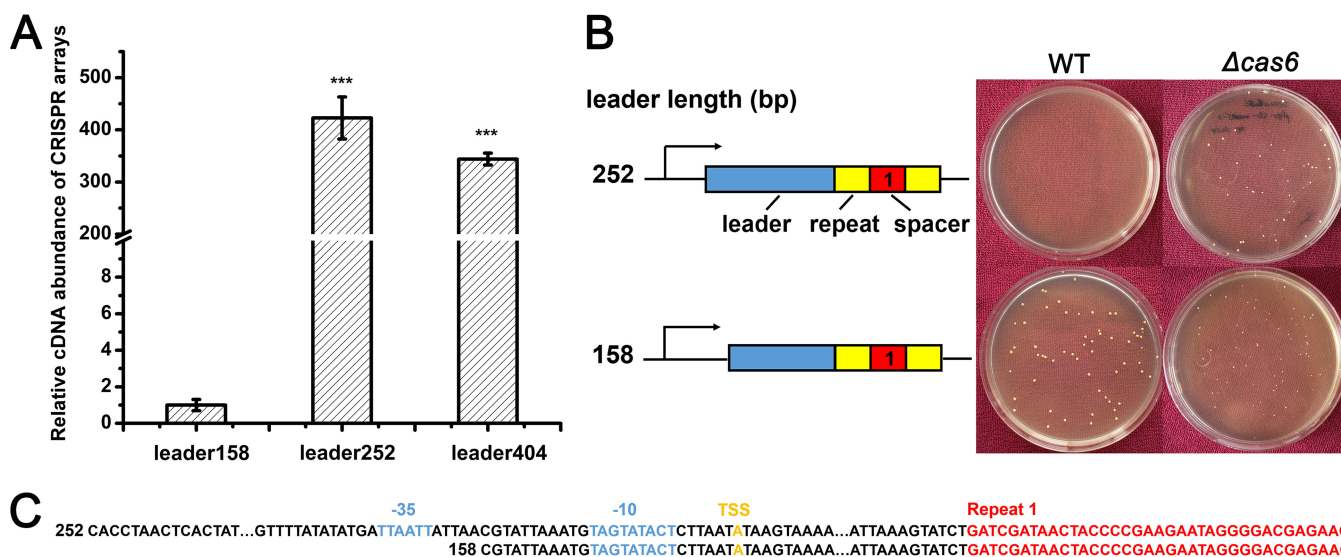 A
Relative cDNA abundance of CRISPR arrays
500
400
300
200
8
6
4
2
0
***
***
leader158
leader252
leader404
B
WT
Δcas6
leader length (bp)
252
1
leader
repeat
spacer
158
1
C
-35
-10
TSS
Repeat 1
252 CACCTAACTCACTAT...GTTTTATATATGATTAATTATTAACGTATTAAATGTAGTATACTCTTAATATAAGTAAAA...ATTAAAGTATCTGATCGATAACTACCCCGAAGAATAGGGGACGAGAAC
158 CGTATTAAATGTAGTATACTCTTAATATAAGTAAAA...ATTAAAGTATCTGATCGATAACTACCCCGAAGAATAGGGGACGAGAAC